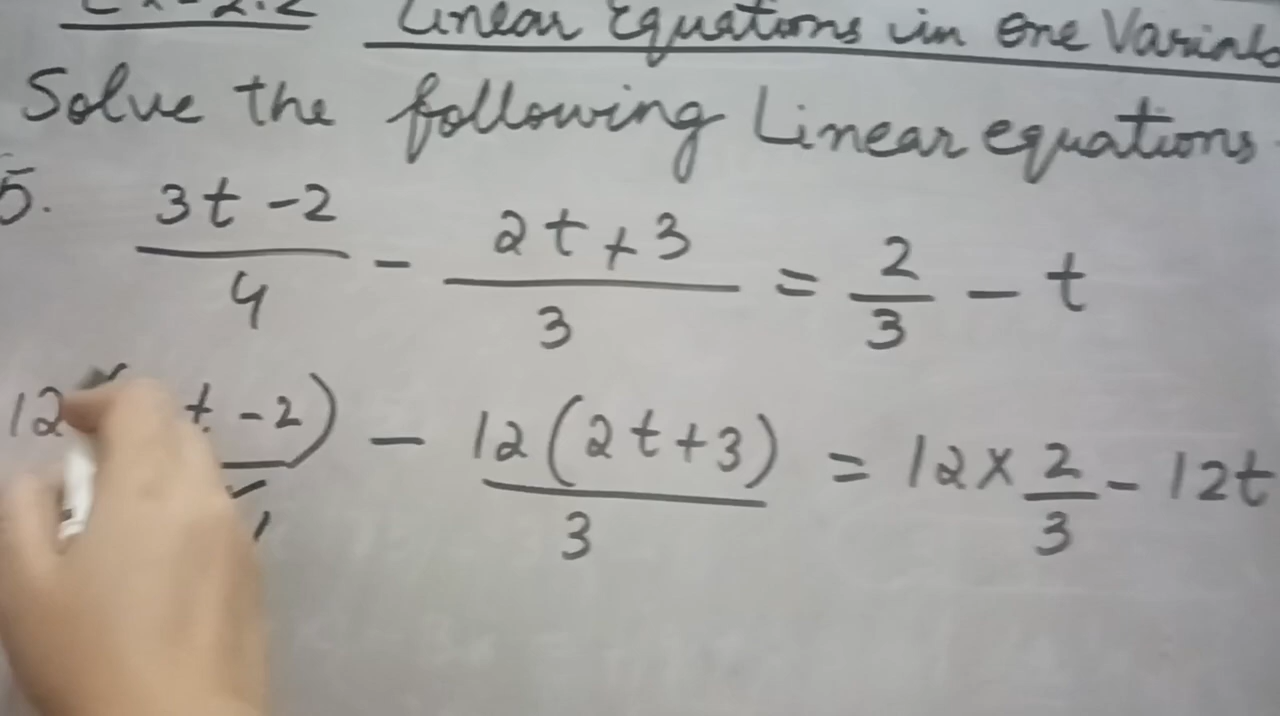 Linear Equations in One
Solve the following Linear equations
5. (3t - 2)/4 - (2t + 3)/3 = 2/3 - t
12 t - 2) - 12(2t + 3)/3 = 12 × 2/3 - 12t